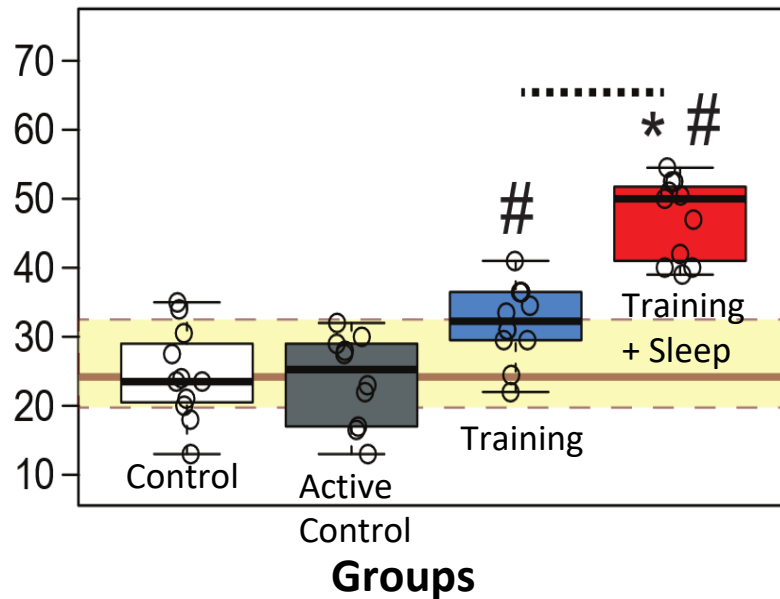 70
60
50
40
30
20
10
* #
#
Training
+ Sleep
Training
Control
Active
Control
Groups